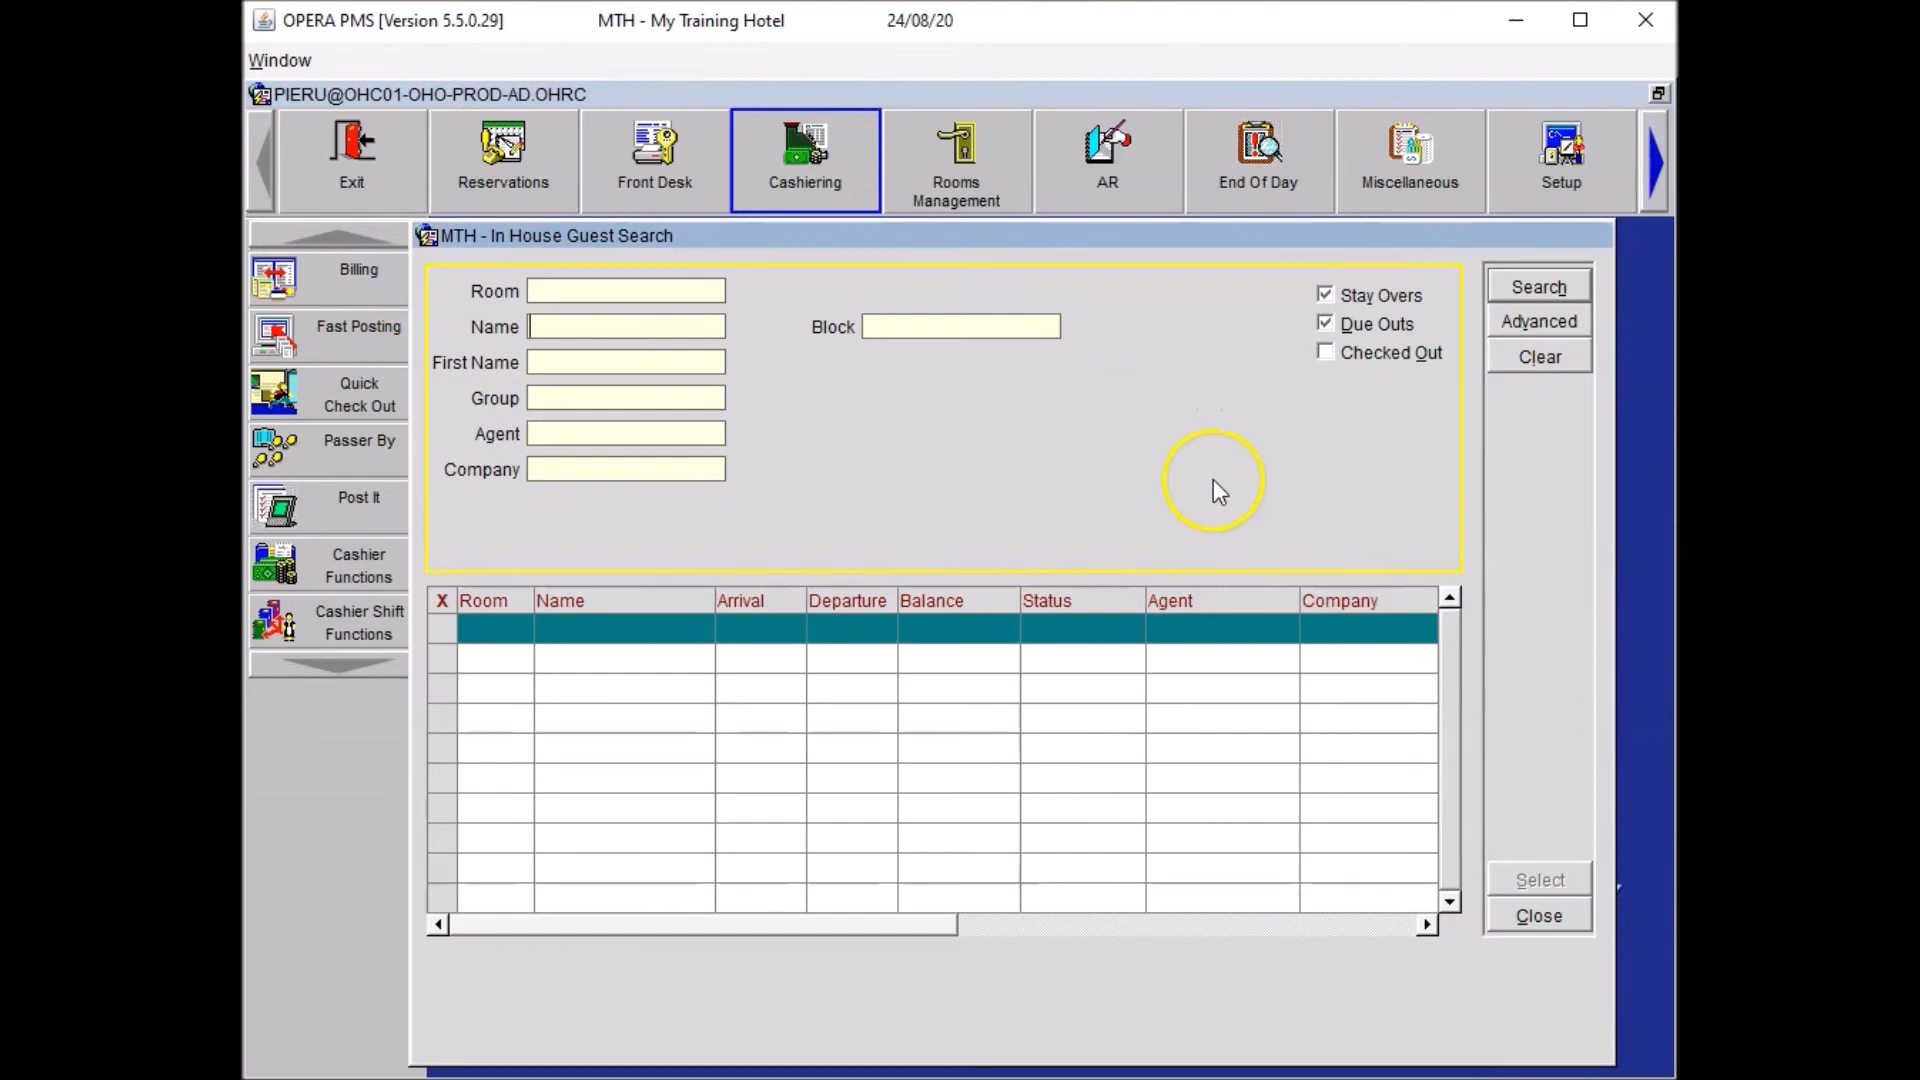 OPERA PMS [Version 5.5.0.29] MTH - My Training Hotel 24/08/20
Window
PIERU@OHC01-OHO-PROD-AD.OHRC
Exit
Reservations
Front Desk
Cashiering
Rooms
Management
AR
End Of Day
Miscellaneous
Setup
Billing
Fast Posting
Quick
Check Out
Passer By
Post It
Cashier
Functions
Cashier Shift
Functions
MTH - In House Guest Search
Room
Name
Block
First Name
Group
Agent
Company
Stay Overs
Due Outs
Checked Out
Search
Advanced
Clear
X Room Name Arrival Departure Balance Status Agent Company
Select
Close